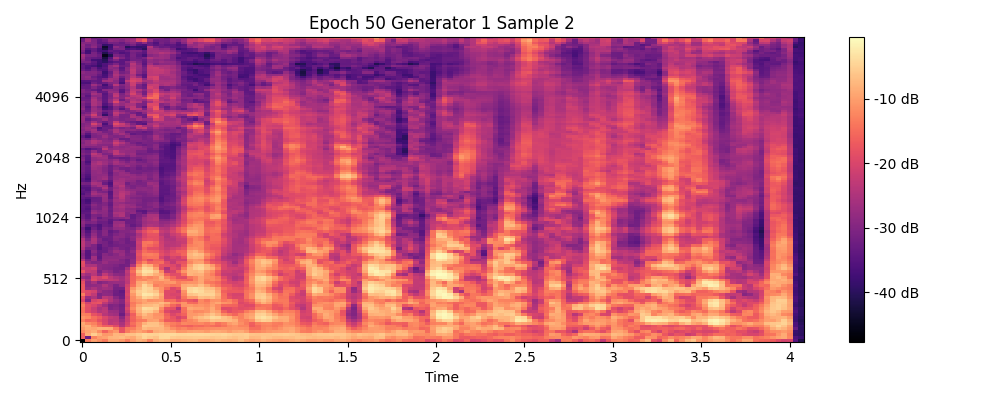 Epoch 50 Generator 1 Sample 2
Hz
4096
2048
1024
512
0
0 0.5 1 1.5 2 2.5 3 3.5 4
Time
-10 dB
-20 dB
-30 dB
-40 dB